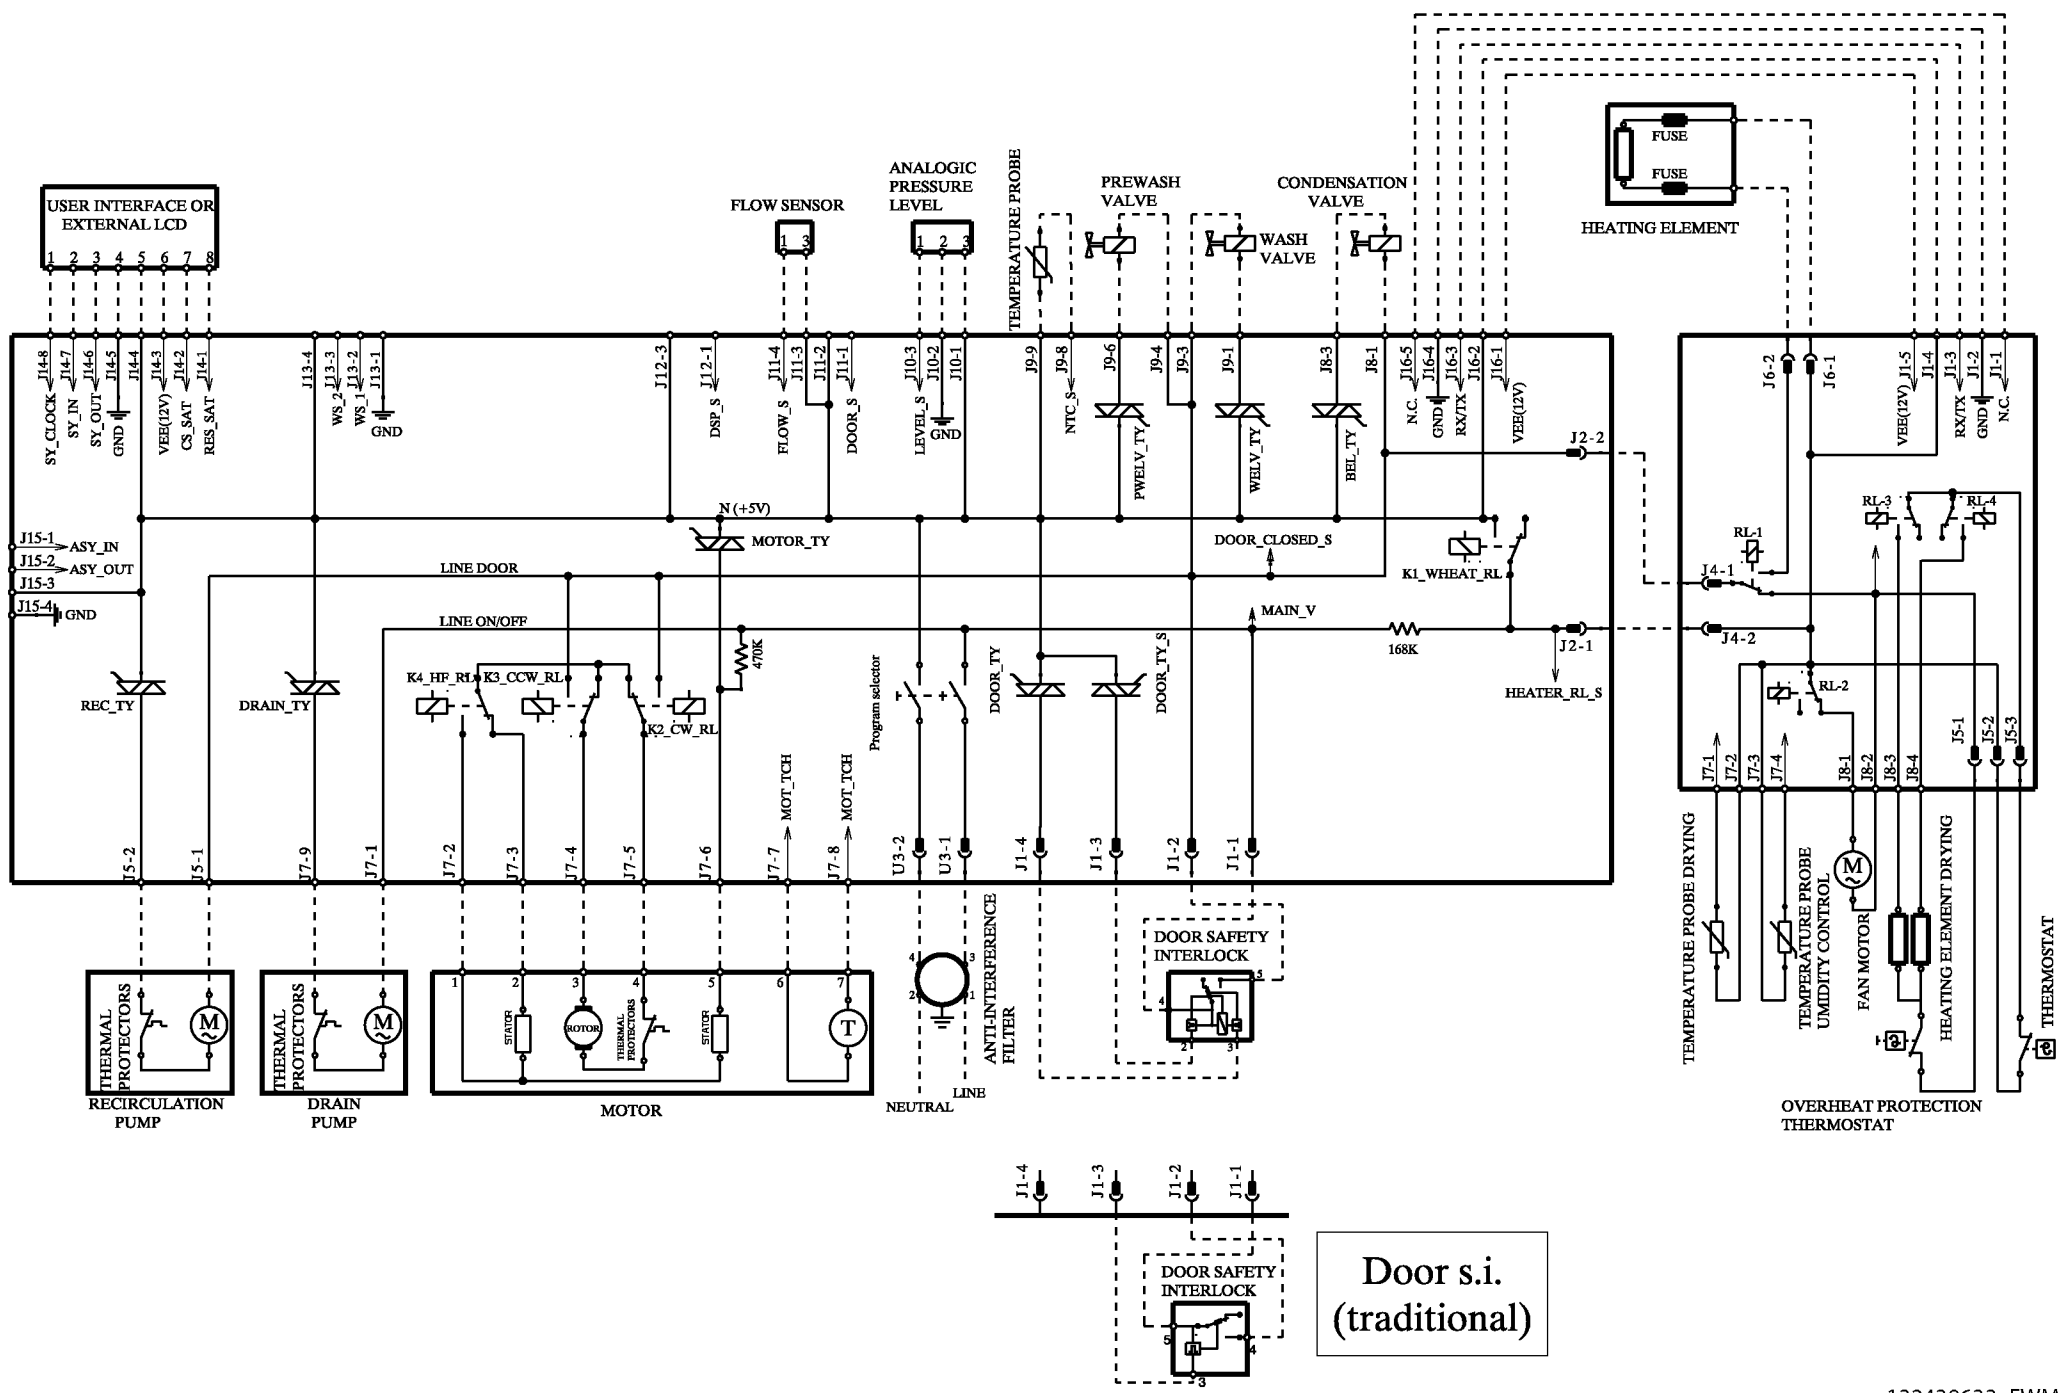 USER INTERFACE OR
EXTERNAL LCD
1 2 3 4 5 6 7 8
FLOW SENSOR
1 3
ANALOGIC
PRESSURE
LEVEL
1 2 3
TEMPERATURE PROBE
PREWASH
VALVE
WASH
VALVE
CONDENSATION
VALVE
FUSE
FUSE
HEATING ELEMENT
J14-8
J14-7
J14-6
J14-5
J14-4
J14-3
J14-2
J14-1
SY_CLOCK
SY_IN
SY_OUT
GND
VEE(12V)
CS_SAT
RES_SAT
J13-4
J13-3
J13-2
J13-1
WS_2
WS_1
GND
J12-3
J12-1
DSP_S
J11-4
J11-3
J11-2
J11-1
FLOW_S
DOOR_S
J10-3
J10-2
J10-1
LEVEL_S
GND
J9-9
J9-8
J9-6
J9-4
J9-3
J9-1
NTC_S
PWELV_TY
WELV_TY
J8-3
J8-1
BEL_TY
J16-5
J16-4
J16-3
J16-2
J16-1
N.C.
GND
RX/TX
VEE(12V)
J2-2
J6-2
J6-1
J1-5
J1-4
J1-3
J1-2
J1-1
VEE(12V)
RX/TX
GND
N.C.
N (+5V)
MOTOR_TY
DOOR_CLOSED_S
K1_WHEAT_RL
RL-3
RL-4
RL-1
J4-1
J15-1
ASY_IN
J15-2
ASY_OUT
J15-3
J15-4
GND
LINE DOOR
LINE ON/OFF
MAIN_V
470K
168K
J2-1
J4-2
HEATER_RL_S
REC_TY
DRAIN_TY
K4_HF_RL
K3_CCW_RL
K2_CW_RL
Program selector
DOOR_TY
DOOR_TY_S
RL-2
MOT_TCH
MOT_TCH
J5-2
J5-1
J7-9
J7-1
J7-2
J7-3
J7-4
J7-5
J7-6
J7-7
J7-8
U3-2
U3-1
J1-4
J1-3
J1-2
J1-1
J7-1
J7-2
J7-3
J7-4
J8-1
J8-2
J8-3
J8-4
J5-1
J5-2
J5-3
THERMAL
PROTECTORS
M
RECIRCULATION
PUMP
THERMAL
PROTECTORS
M
DRAIN
PUMP
1 2 3 4 5 6 7
STATOR
ROTOR
THERMAL
PROTECTORS
STATOR
T
MOTOR
4 3
2 1
NEUTRAL
LINE
ANTI-INTERFERENCE
FILTER
DOOR SAFETY
INTERLOCK
5
4
2 3
TEMPERATURE PROBE DRYING
TEMPERATURE PROBE
UMIDITY CONTROL
M
FAN MOTOR
HEATING ELEMENT DRYING
THERMOSTAT
OVERHEAT PROTECTION
THERMOSTAT
J1-4
J1-3
J1-2
J1-1
DOOR SAFETY
INTERLOCK
5
4
3
Door s.i.
(traditional)